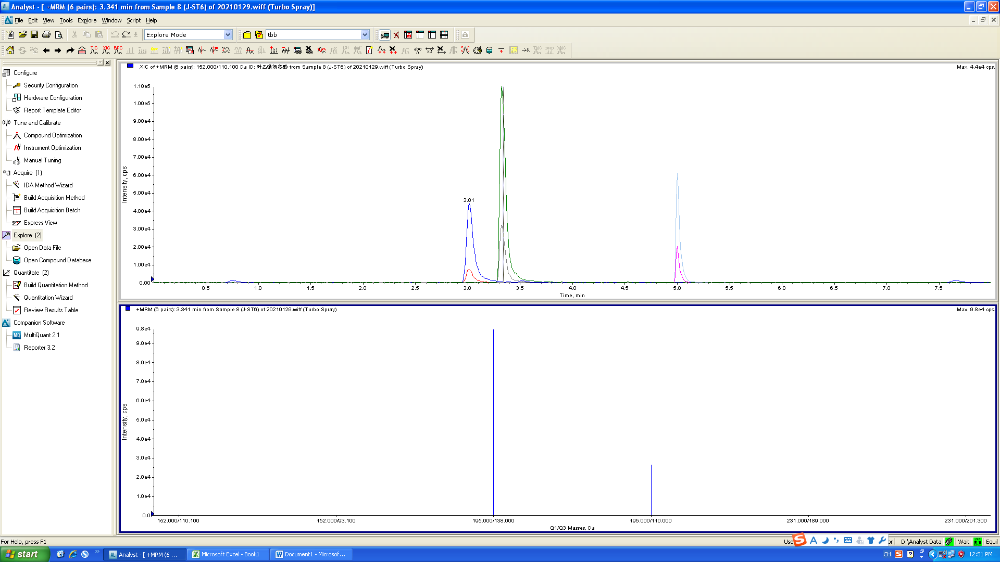 Analyst - [ +MRM (6 pairs): 3.341 min from Sample 8 (J-ST6) of 20210129.wiff (Turbo Spray)]
File Edit View Tools Explore Window Script Help
Explore Mode
tbb
Configure
Security Configuration
Hardware Configuration
Report Template Editor
Tune and Calibrate
Compound Optimization
Instrument Optimization
Manual Tuning
Acquire (1)
IDA Method Wizard
Build Acquisition Method
Build Acquisition Batch
Express View
Explore (2)
Open Data File
Open Compound Database
Quantitate (2)
Build Quantitation Method
Quantitation Wizard
Review Results Table
Companion Software
MultiQuant 2.1
Reporter 3.2
XIC of +MRM (6 pairs): 152.000/110.100 Da ID: 对乙酰氨基酚 from Sample 8 (J-ST6) of 20210129.wiff (Turbo Spray)
Max. 4.4e4 cps.
1.10e5
1.00e5
9.00e4
8.00e4
7.00e4
6.00e4
5.00e4
4.00e4
3.00e4
2.00e4
1.00e4
0.00
Intensity, cps
3.01
0.5 1.0 1.5 2.0 2.5 3.0 3.5 4.0 4.5 5.0 5.5 6.0 6.5 7.0 7.5
Time, min
+MRM (6 pairs): 3.341 min from Sample 8 (J-ST6) of 20210129.wiff (Turbo Spray)
Max. 9.8e4 cps.
9.8e4
9.0e4
8.0e4
7.0e4
6.0e4
5.0e4
4.0e4
3.0e4
2.0e4
1.0e4
0.0
Intensity, cps
152.000/110.100 152.000/93.100 195.000/138.000 195.000/110.000 231.000/189.000 231.000/201.300
Q1/Q3 Masses, Da
For Help, press F1
D:\Analyst Data
Wait
Equil
start
Analyst - [ +MRM (6 ...
Microsoft Excel - Book1
Document1 - Microsof...
CH
12:51 PM